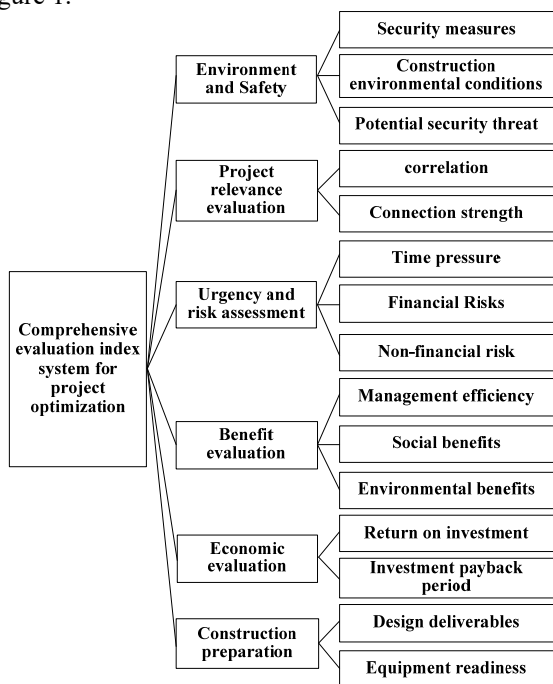 gure 1.
Security measures
Environment
and Safety
Construction
environmental conditions
Potential security threat
Project
relevance
evaluation
correlation
Connection strength
Time pressure
Urgency and
risk assessment
Financial Risks
Non-financial risk
Comprehensive
evaluation index
system for
project
optimization
Management efficiency
Benefit
evaluation
Social benefits
Environmental benefits
Economic
evaluation
Return on investment
Investment payback
period
Construction
preparation
Design deliverables
Equipment readiness